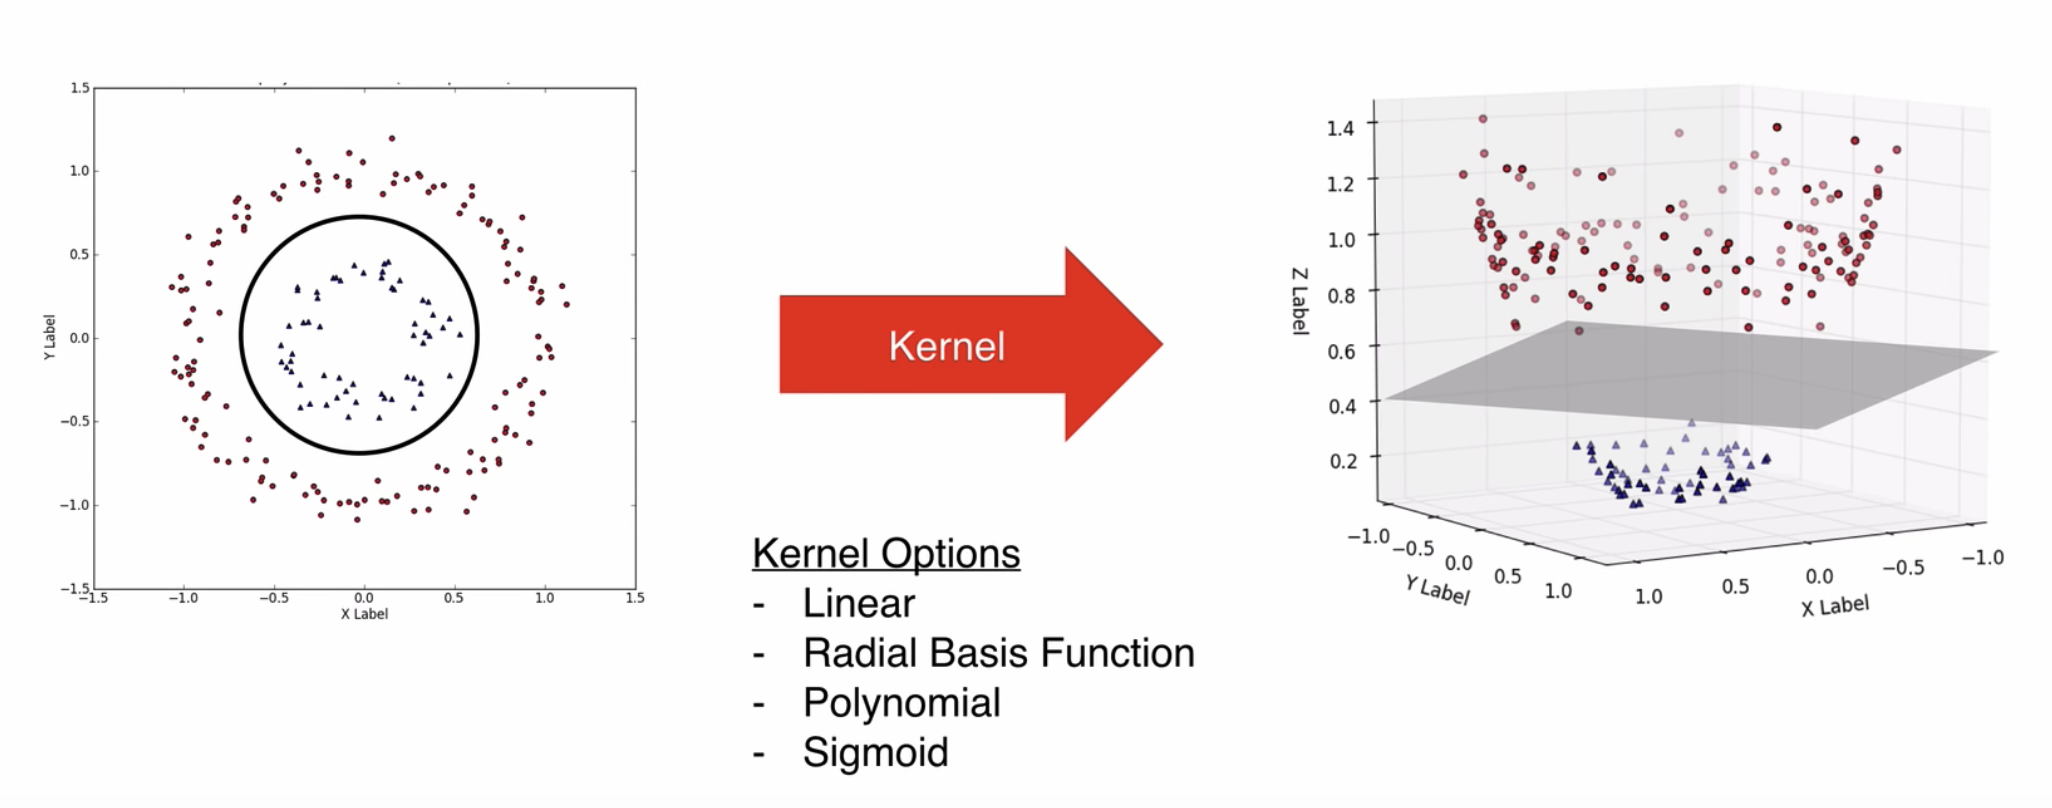 1.5
1.0
0.5
0.0
−0.5
−1.0
−1.5
−1.5 −1.0 −0.5 0.0 0.5 1.0 1.5
X Label
Y Label
Kernel
Kernel Options
- Linear
- Radial Basis Function
- Polynomial
- Sigmoid
1.4
1.2
1.0
0.8
0.6
0.4
0.2
Z Label
−1.0 −0.5 0.0 0.5 1.0
Y Label
1.0 0.5 0.0 −0.5 −1.0
X Label